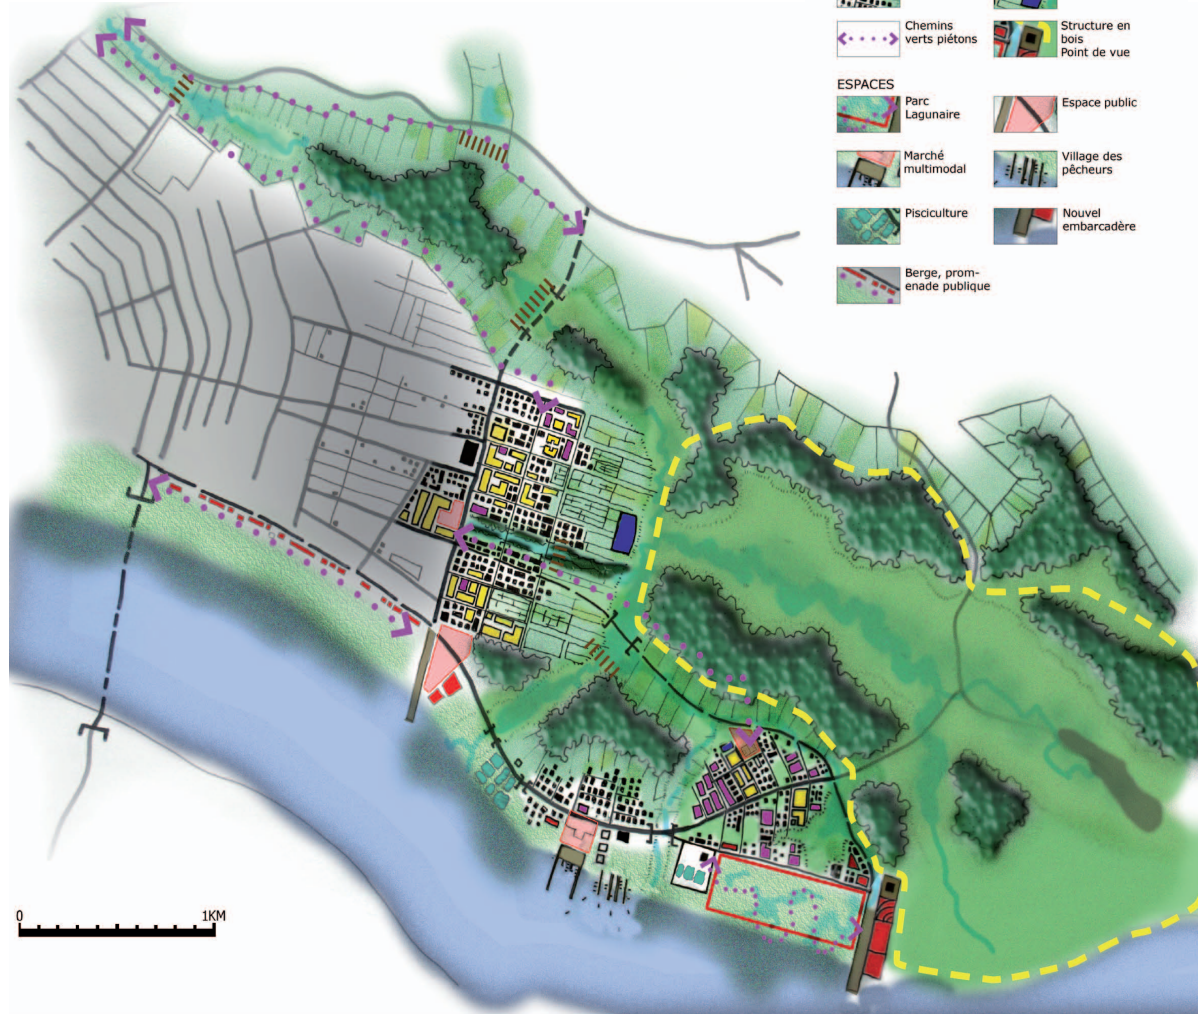 Chemins
verts piétons
Structure en
bois
Point de vue
ESPACES
Parc
Lagunaire
Espace public
Marché
multimodal
Village des
pêcheurs
Pisciculture
Nouvel
embarcadère
Berge, prom-
enade publique
0 1KM